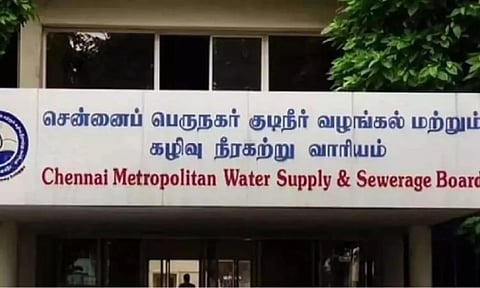 சென்னைப் பெருநகர் குடிநீர் வழங்கல் மற்றும்
கழிவு நீரகற்று வாரியம்
Chennai Metropolitan Water Supply & Sewerage Board